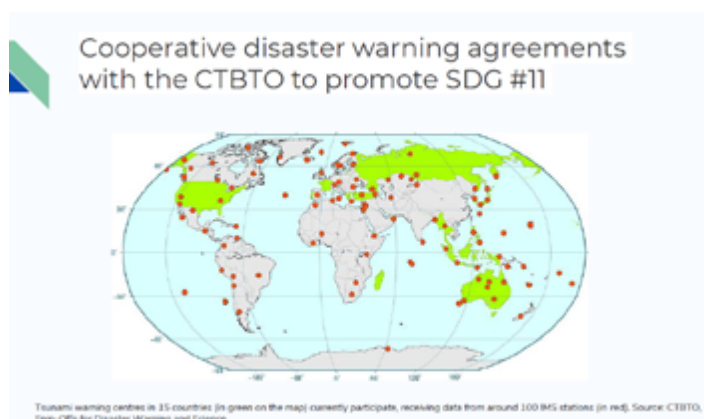 Cooperative disaster warning agreements
with the CTBTO to promote SDG #11
Tsunami warning centres in 15 countries (in green on the map) currently participate, receiving data from around 100 IMS stations (in red). Source: CTBTO,